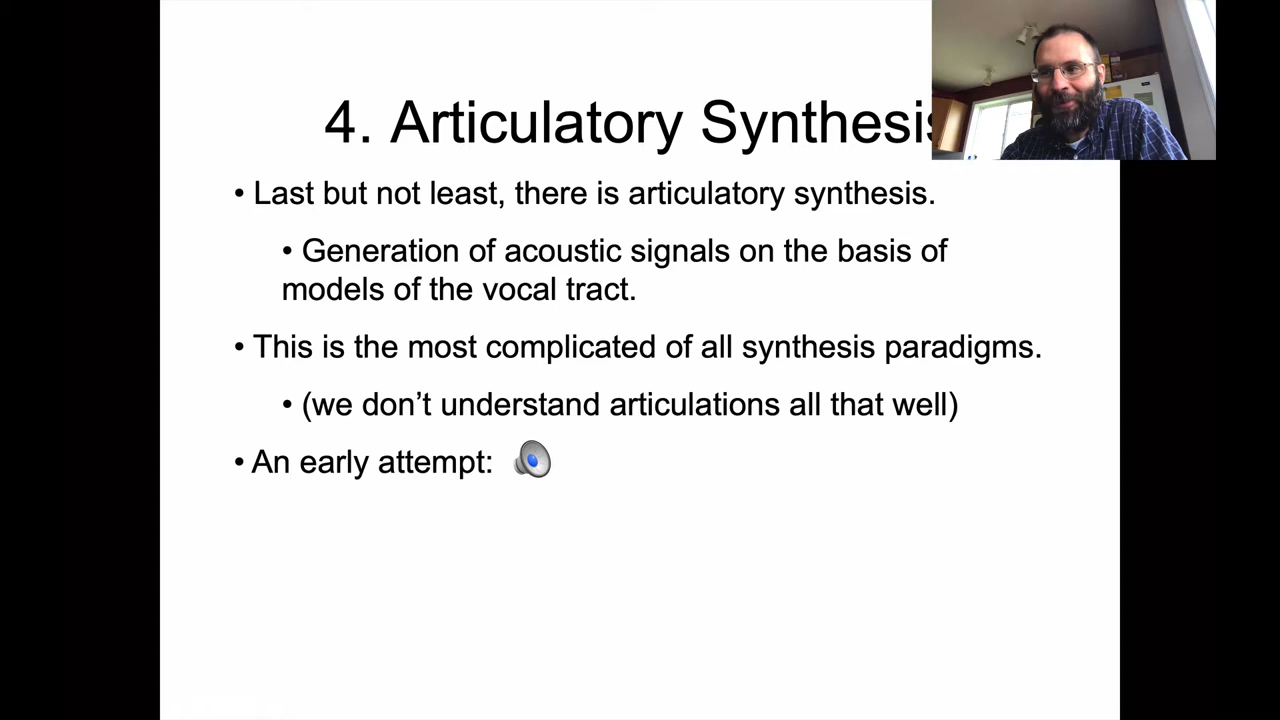 4. Articulatory Synthesis
• Last but not least, there is articulatory synthesis.
• Generation of acoustic signals on the basis of
models of the vocal tract.
• This is the most complicated of all synthesis paradigms.
• (we don’t understand articulations all that well)
• An early attempt: